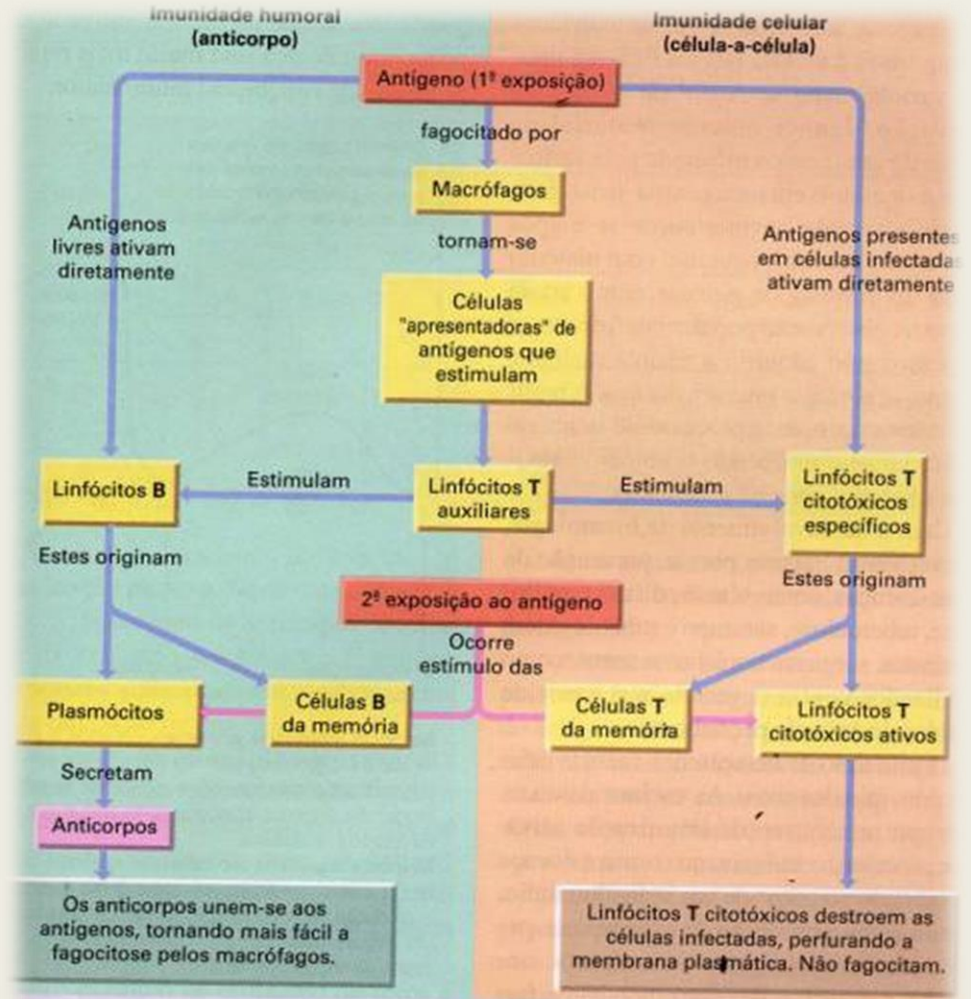 Imunidade humoral
(anticorpo)
Imunidade celular
(célula-a-célula)
Antígeno (1ª exposição)
fagocitado por
Macrófagos
tornam-se
Antígenos
livres ativam
diretamente
Antígenos presentes
em células infectadas
ativam diretamente
Células
"apresentadoras" de
antígenos que
estimulam
Linfócitos B
Estimulam
Linfócitos T
auxiliares
Estimulam
Linfócitos T
citotóxicos
específicos
Estes originam
Estes originam
2ª exposição ao antígeno
Ocorre
estímulo das
Plasmócitos
Células B
da memória
Células T
da memória
Linfócitos T
citotóxicos ativos
Secretam
Anticorpos
Os anticorpos unem-se aos
antígenos, tornando mais fácil a
fagocitose pelos macrófagos.
Linfócitos T citotóxicos destroem as
células infectadas, perfurando a
membrana plasmática. Não fagocitam.